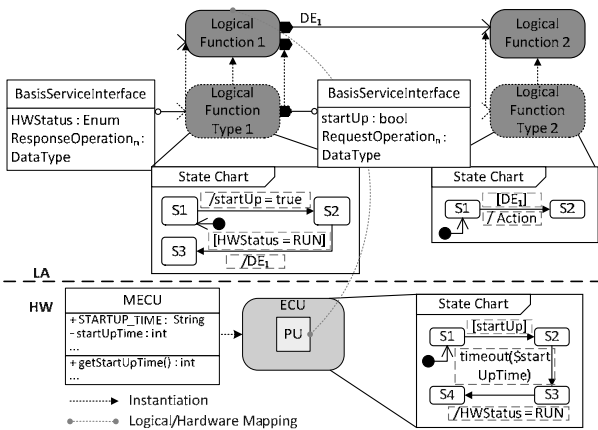 Logical
Function 1
DE1
Logical
Function 2
BasisServiceInterface
HWStatus : Enum
ResponseOperationn :
DataType
Logical
Function
Type 1
BasisServiceInterface
startUp : bool
RequestOperationn :
DataType
Logical
Function
Type 2
State Chart
S1
/startUp = true
S2
[HWStatus = RUN]
S3
/DE1
State Chart
S1
[DE1]
/ Action
S2
LA
HW
MECU
+ STARTUP_TIME : String
- startUpTime : int
...
+ getStartUpTime() : int
...
ECU
PU
State Chart
S1
[startUp]
S2
timeout($start
UpTime)
S4
S3
/HWStatus = RUN
Instantiation
Logical/Hardware Mapping